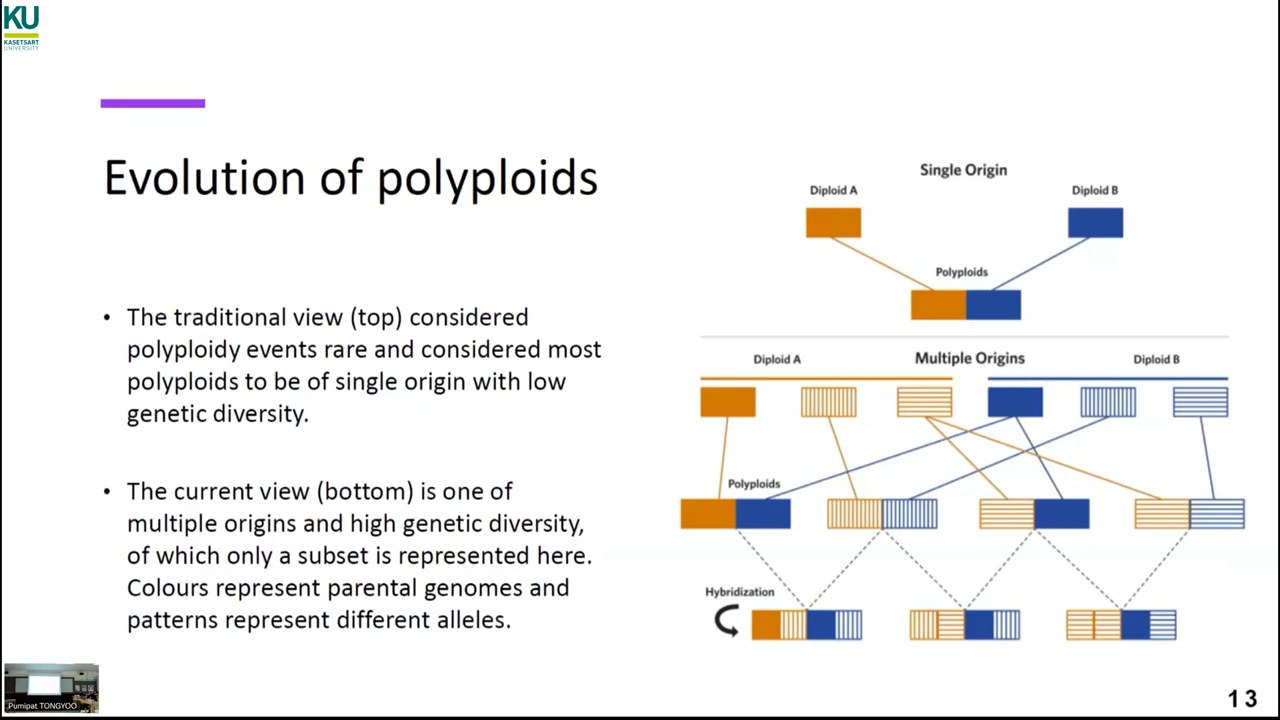 KU
KASETSART
UNIVERSITY
Evolution of polyploids
• The traditional view (top) considered
polyploidy events rare and considered most
polyploids to be of single origin with low
genetic diversity.
• The current view (bottom) is one of
multiple origins and high genetic diversity,
of which only a subset is represented here.
Colours represent parental genomes and
patterns represent different alleles.
Single Origin
Diploid A
Diploid B
Polyploids
Diploid A
Multiple Origins
Diploid B
Polyploids
Hybridization
Pumipat TONGYOO
13